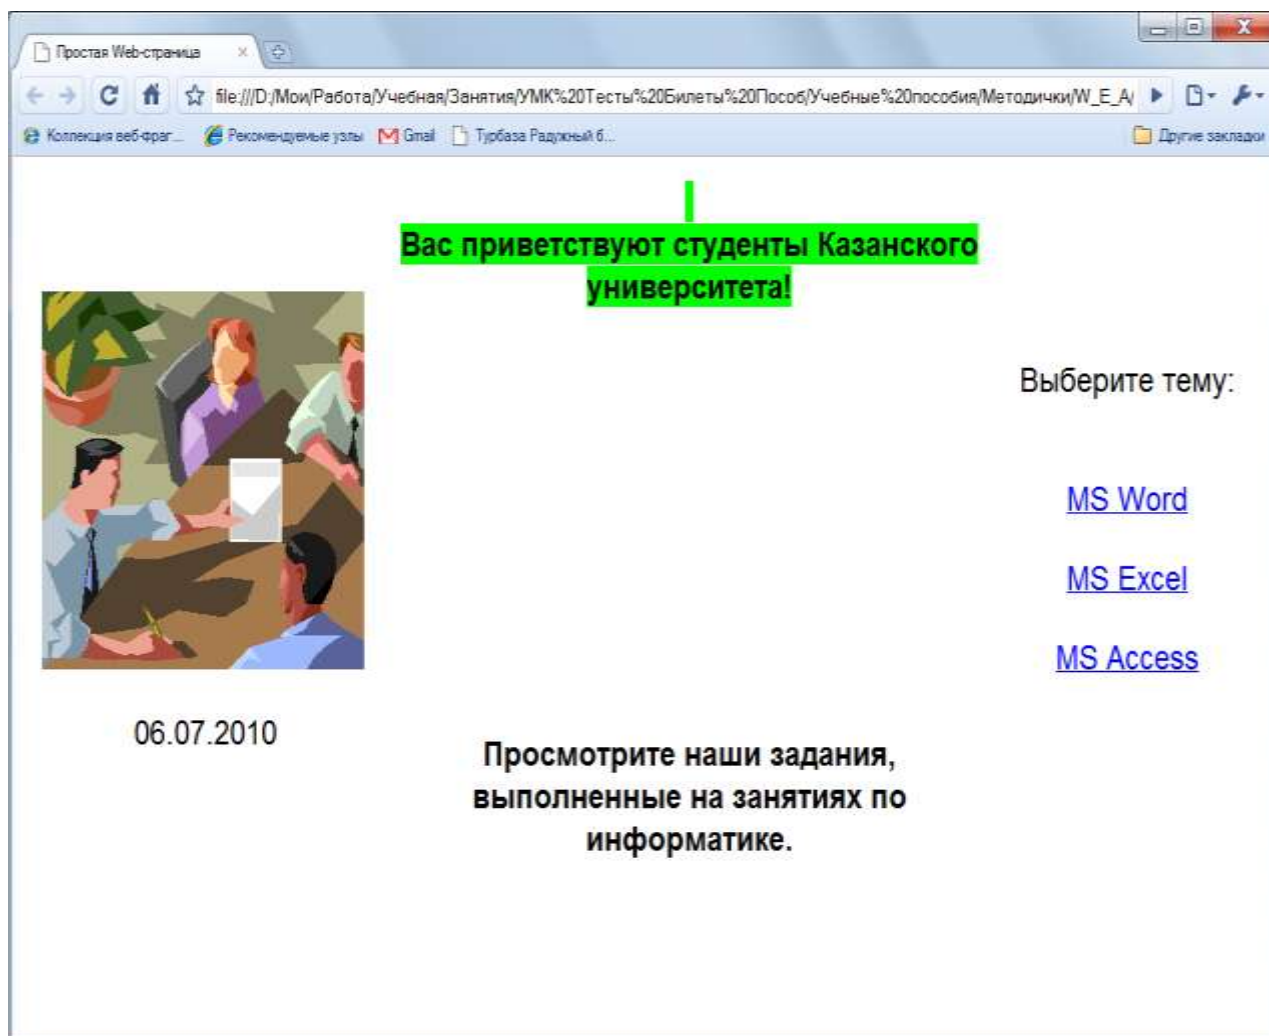 Простая Web-страница
file:///D:/Мои/Работа/Учебная/Занятия/УМК%20Тесты%20Билеты%20Пособ/Учебные%20пособия/Методички/W_E_A/
Коллекция веб-фраг... Рекомендуемые узлы Gmail Турбаза Радужный б... Другие закладки
Вас приветствуют студенты Казанского
университета!
Выберите тему:
MS Word
MS Excel
MS Access
06.07.2010
Просмотрите наши задания,
выполненные на занятиях по
информатике.